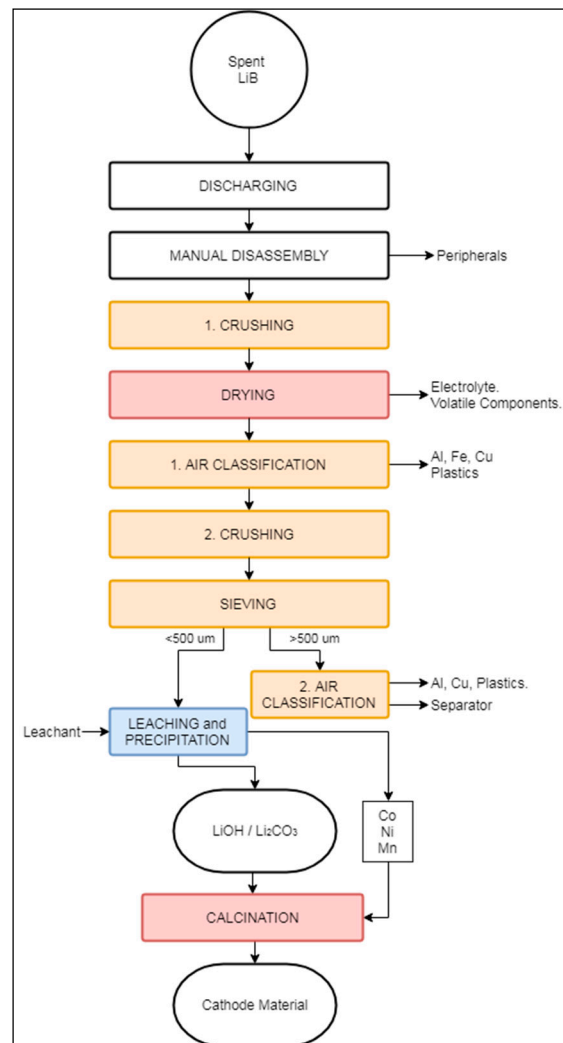 Spent
LiB
DISCHARGING
MANUAL DISASSEMBLY
Peripherals
1. CRUSHING
DRYING
Electrolyte.
Volatile Components.
1. AIR CLASSIFICATION
Al, Fe, Cu
Plastics
2. CRUSHING
SIEVING
<500 um
>500 um
2. AIR
CLASSIFICATION
Al, Cu, Plastics.
Separator
Leachant
LEACHING and
PRECIPITATION
LiOH / Li₂CO₃
Co
Ni
Mn
CALCINATION
Cathode Material